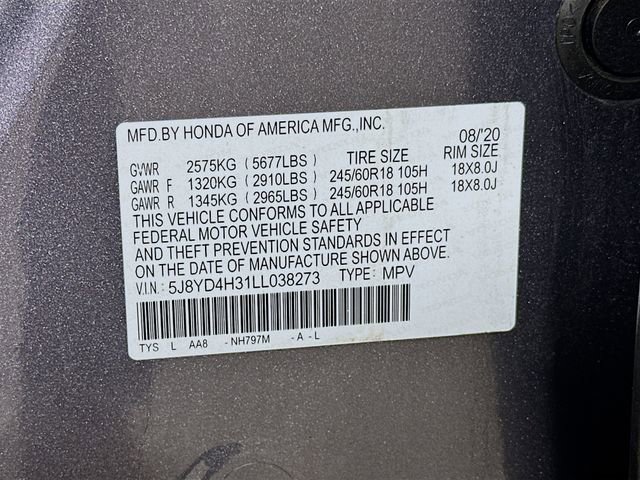 MFD.BY HONDA OF AMERICA MFG.,INC. 08/'20
GVWR 2575KG (5677LBS) TIRE SIZE RIM SIZE
GAWR F 1320KG (2910LBS) 245/60R18 105H 18X8.0J
GAWR R 1345KG (2965LBS) 245/60R18 105H 18X8.0J
THIS VEHICLE CONFORMS TO ALL APPLICABLE
FEDERAL MOTOR VEHICLE SAFETY
AND THEFT PREVENTION STANDARDS IN EFFECT
ON THE DATE OF MANUFACTURE SHOWN ABOVE.
V.I.N: 5J8YD4H31LL038273 TYPE: MPV
TYS L AA8 -NH797M -A-L